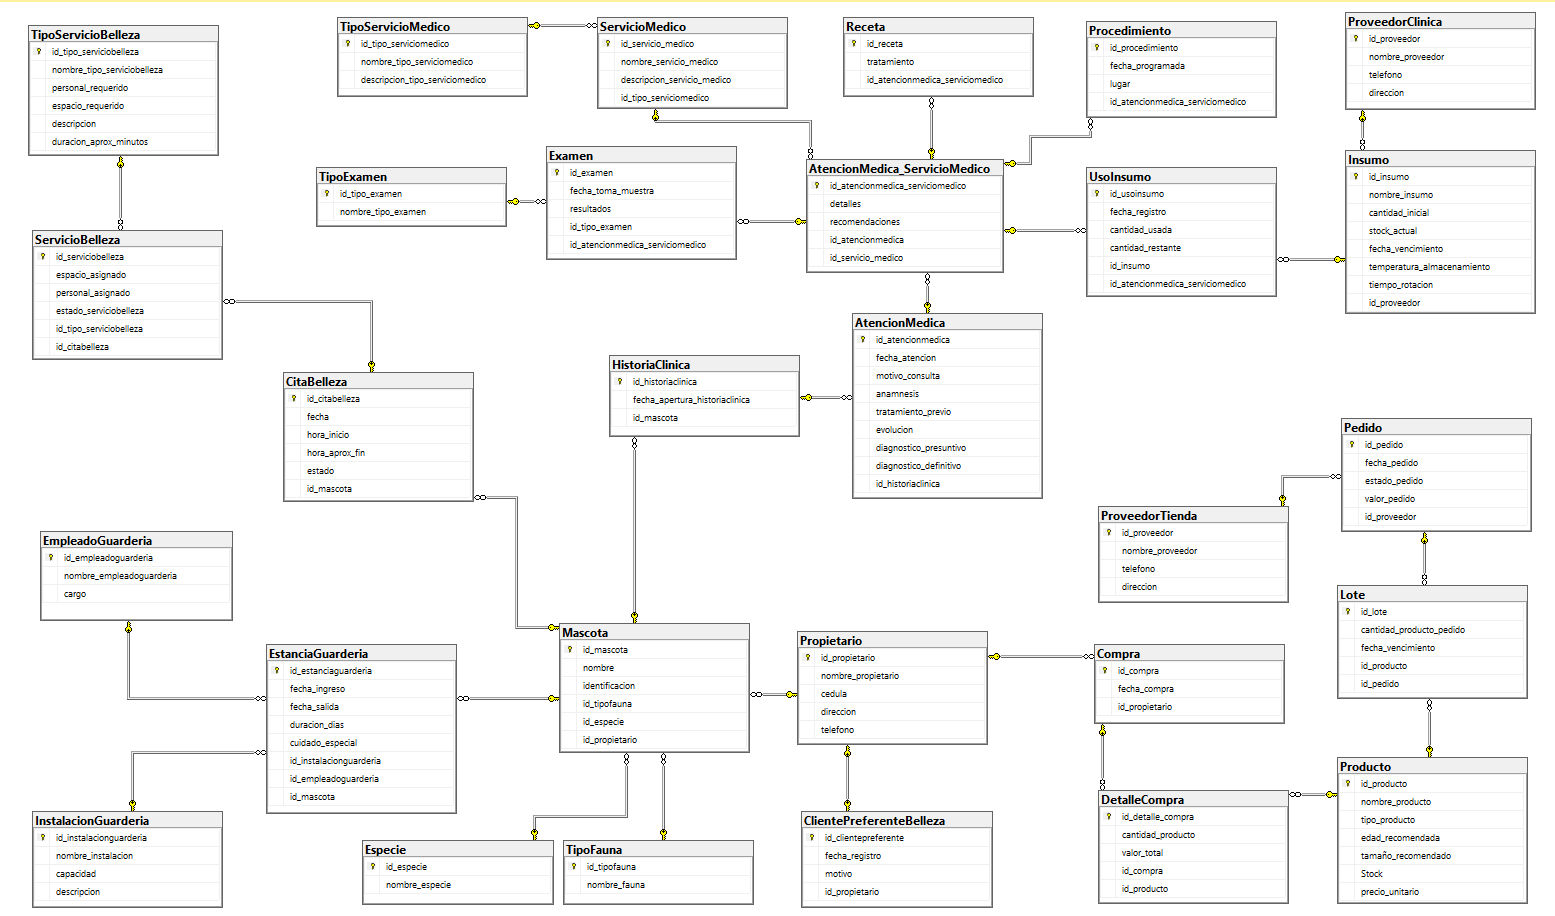 TipoServicioBelleza
id_tipo_serviciobelleza
nombre_tipo_serviciobelleza
personal_requerido
espacio_requerido
descripcion
duracion_aprox_minutos
TipoServicioMedico
id_tipo_serviciomedico
nombre_tipo_serviciomedico
descripcion_tipo_serviciomedico
ServicioMedico
id_servicio_medico
nombre_servicio_medico
descripcion_servicio_medico
id_tipo_serviciomedico
Receta
id_receta
tratamiento
id_atencionmedica_serviciomedico
Procedimiento
id_procedimiento
fecha_programada
lugar
id_atencionmedica_serviciomedico
ProveedorClinica
id_proveedor
nombre_proveedor
telefono
direccion
TipoExamen
id_tipo_examen
nombre_tipo_examen
Examen
id_examen
fecha_toma_muestra
resultados
id_tipo_examen
id_atencionmedica_serviciomedico
AtencionMedica_ServicioMedico
id_atencionmedica_serviciomedico
detalles
recomendaciones
id_atencionmedica
id_servicio_medico
UsoInsumo
id_usoinsumo
fecha_registro
cantidad_usada
cantidad_restante
id_insumo
id_atencionmedica_serviciomedico
Insumo
id_insumo
nombre_insumo
cantidad_inicial
stock_actual
fecha_vencimiento
temperatura_almacenamiento
tiempo_rotacion
id_proveedor
ServicioBelleza
id_serviciobelleza
espacio_asignado
personal_asignado
estado_serviciobelleza
id_tipo_serviciobelleza
id_citabelleza
CitaBelleza
id_citabelleza
fecha
hora_inicio
hora_aprox_fin
estado
id_mascota
HistoriaClinica
id_historiaclinica
fecha_apertura_historiaclinica
id_mascota
AtencionMedica
id_atencionmedica
fecha_atencion
motivo_consulta
anamnesis
tratamiento_previo
evolucion
diagnostico_presuntivo
diagnostico_definitivo
id_historiaclinica
Pedido
id_pedido
fecha_pedido
estado_pedido
valor_pedido
id_proveedor
ProveedorTienda
id_proveedor
nombre_proveedor
telefono
direccion
EmpleadoGuarderia
id_empleadoguarderia
nombre_empleadoguarderia
cargo
EstanciaGuarderia
id_estanciaguarderia
fecha_ingreso
fecha_salida
duracion_dias
cuidado_especial
id_instalacionguarderia
id_empleadoguarderia
id_mascota
Mascota
id_mascota
nombre
identificacion
id_tipofauna
id_especie
id_propietario
Propietario
id_propietario
nombre_propietario
cedula
direccion
telefono
Compra
id_compra
fecha_compra
id_propietario
Lote
id_lote
cantidad_producto_pedido
fecha_vencimiento
id_producto
id_pedido
InstalacionGuarderia
id_instalacionguarderia
nombre_instalacion
capacidad
descripcion
Especie
id_especie
nombre_especie
TipoFauna
id_tipofauna
nombre_fauna
ClientePreferenteBelleza
id_clientepreferente
fecha_registro
motivo
id_propietario
DetalleCompra
id_detalle_compra
cantidad_producto
valor_total
id_compra
id_producto
Producto
id_producto
nombre_producto
tipo_producto
edad_recomendada
tamaño_recomendado
Stock
precio_unitario